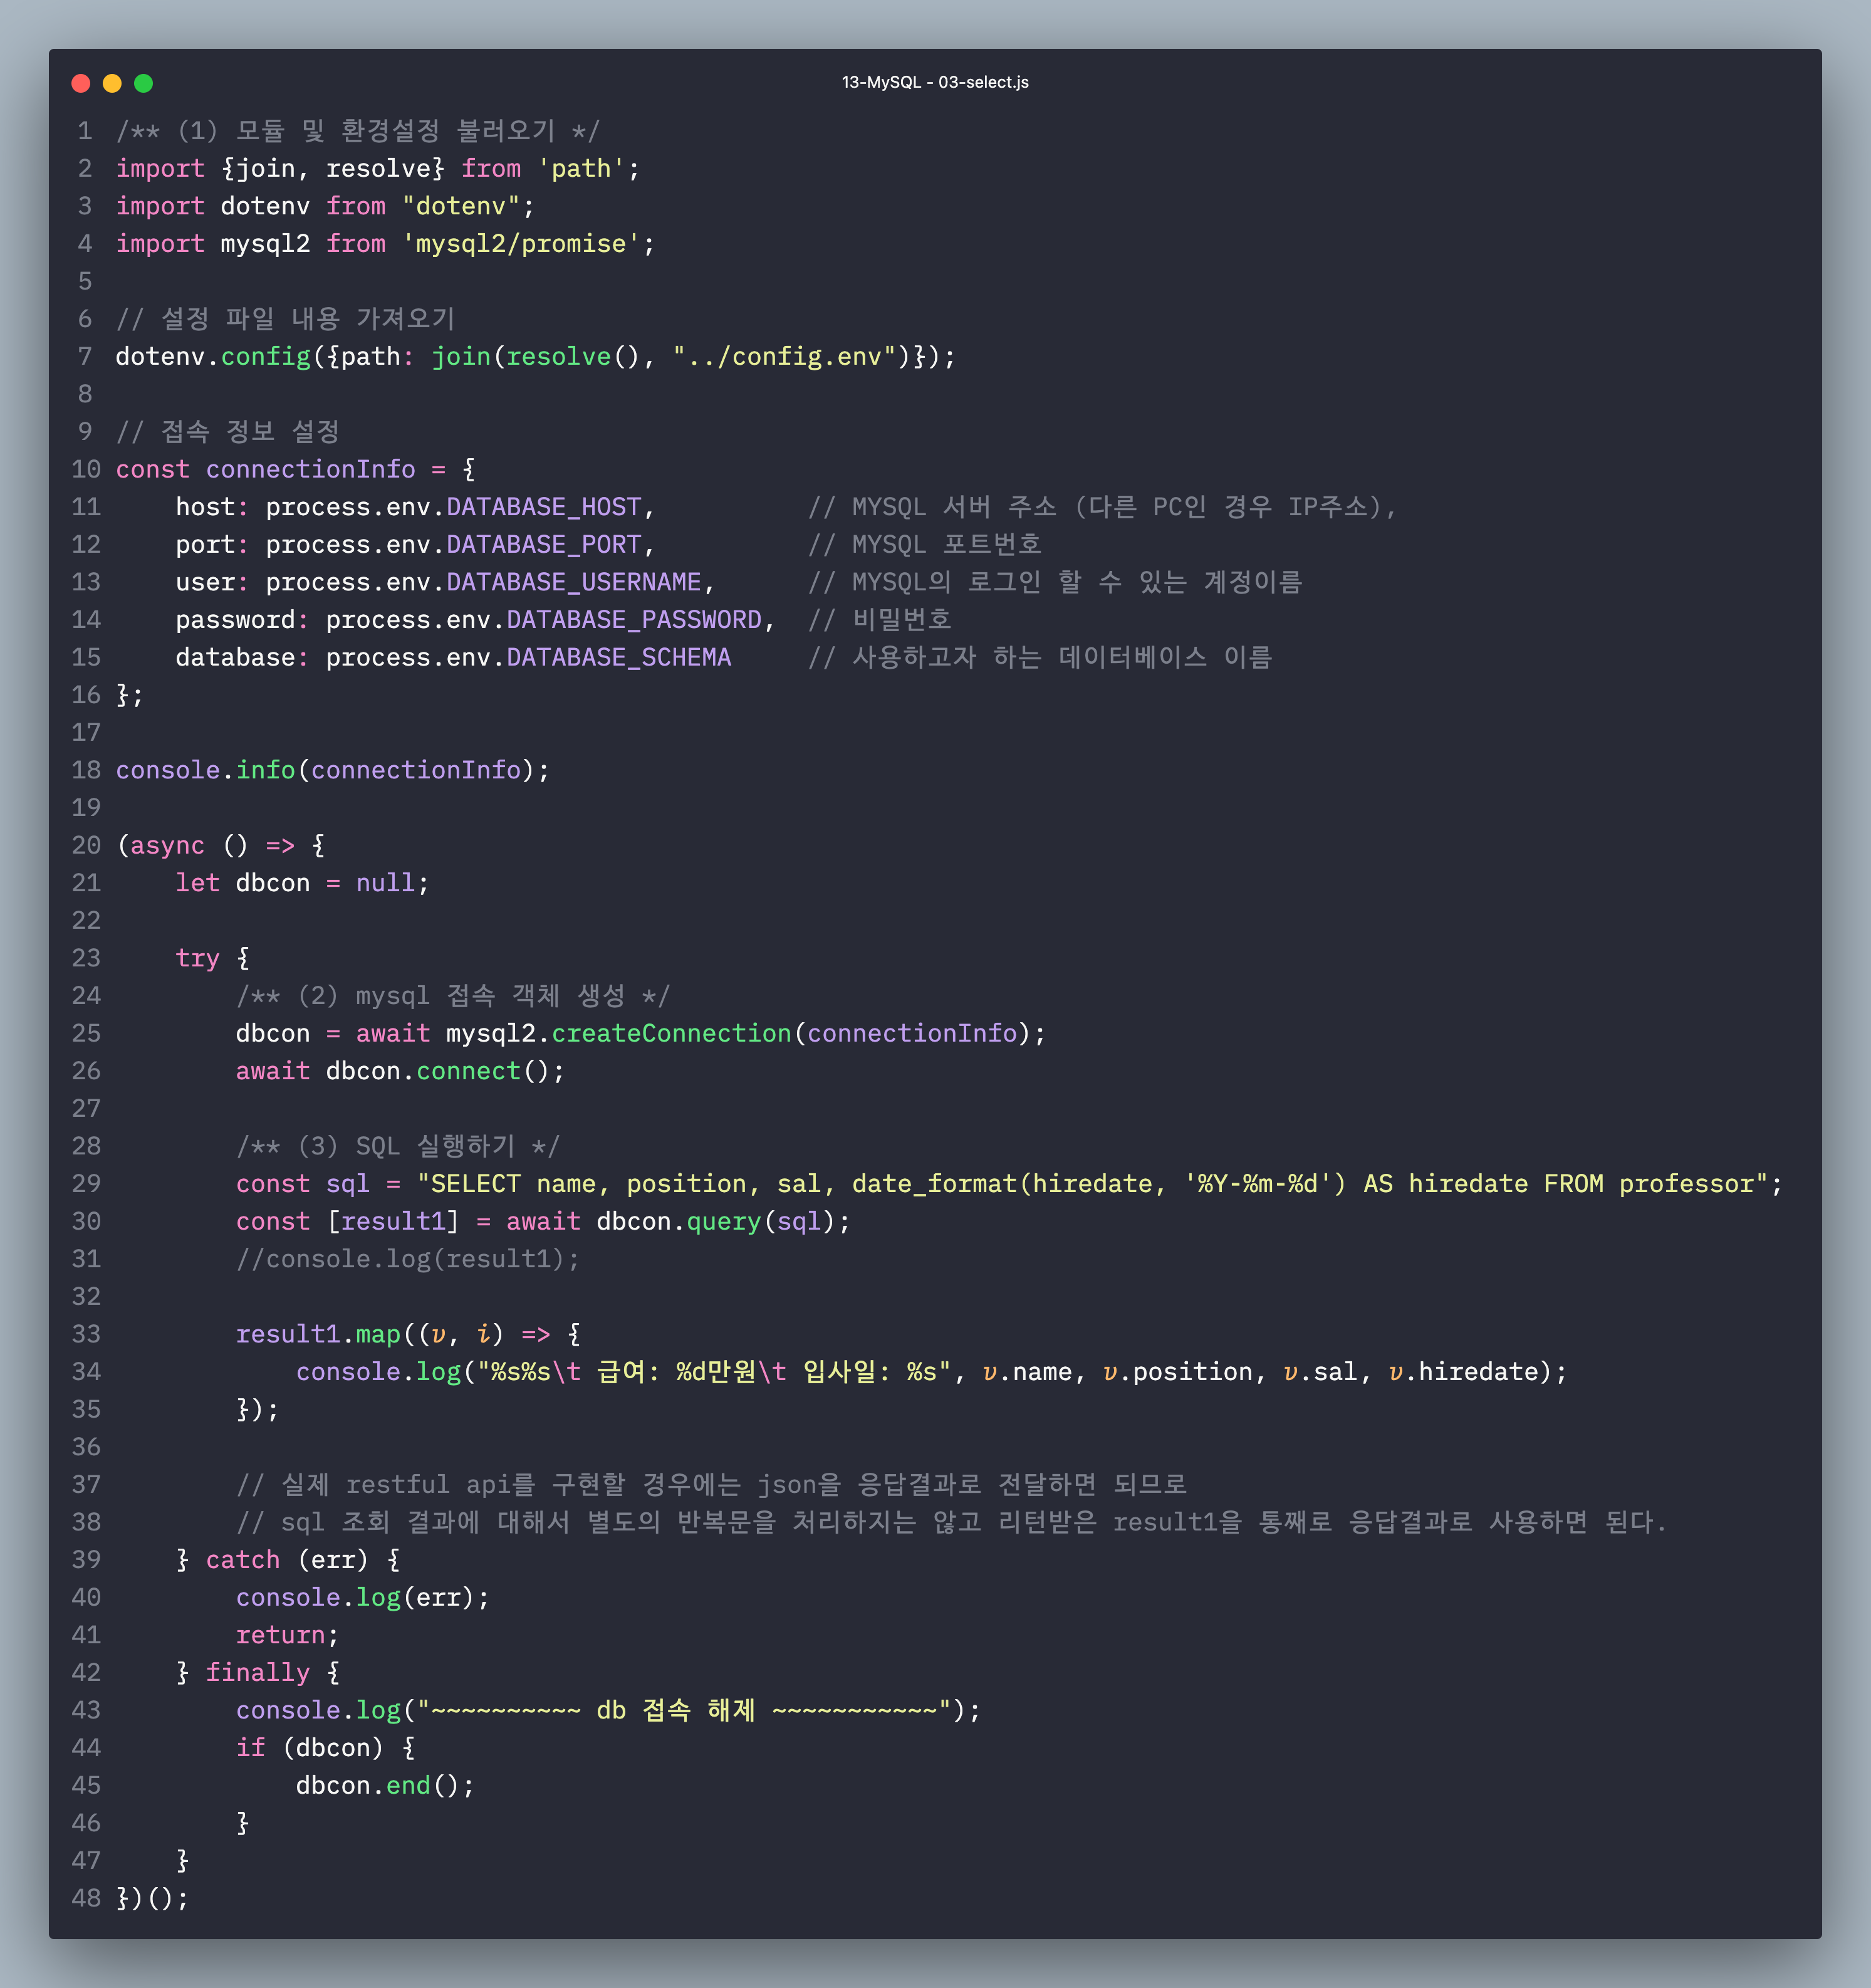 13-MySQL - 03-select.js
1 /** (1) 모듈 및 환경설정 불러오기 */
2 import {join, resolve} from 'path';
3 import dotenv from "dotenv";
4 import mysql2 from 'mysql2/promise';
5
6 // 설정 파일 내용 가져오기
7 dotenv.config({path: join(resolve(), "../config.env")});
8
9 // 접속 정보 설정
10 const connectionInfo = {
11     host: process.env.DATABASE_HOST,          // MYSQL 서버 주소 (다른 PC인 경우 IP주소),
12     port: process.env.DATABASE_PORT,          // MYSQL 포트번호
13     user: process.env.DATABASE_USERNAME,      // MYSQL의 로그인 할 수 있는 계정이름
14     password: process.env.DATABASE_PASSWORD,  // 비밀번호
15     database: process.env.DATABASE_SCHEMA     // 사용하고자 하는 데이터베이스 이름
16 };
17
18 console.info(connectionInfo);
19
20 (async () => {
21     let dbcon = null;
22
23     try {
24         /** (2) mysql 접속 객체 생성 */
25         dbcon = await mysql2.createConnection(connectionInfo);
26         await dbcon.connect();
27
28         /** (3) SQL 실행하기 */
29         const sql = "SELECT name, position, sal, date_format(hiredate, '%Y-%m-%d') AS hiredate FROM professor";
30         const [result1] = await dbcon.query(sql);
31         //console.log(result1);
32
33         result1.map((v, i) => {
34             console.log("%s%s\t 급여: %d만원\t 입사일: %s", v.name, v.position, v.sal, v.hiredate);
35         });
36
37         // 실제 restful api를 구현할 경우에는 json을 응답결과로 전달하면 되므로
38         // sql 조회 결과에 대해서 별도의 반복문을 처리하지는 않고 리턴받은 result1을 통째로 응답결과로 사용하면 된다.
39     } catch (err) {
40         console.log(err);
41         return;
42     } finally {
43         console.log("~~~~~~~~~~ db 접속 해제 ~~~~~~~~~~~");
44         if (dbcon) {
45             dbcon.end();
46         }
47     }
48 })();